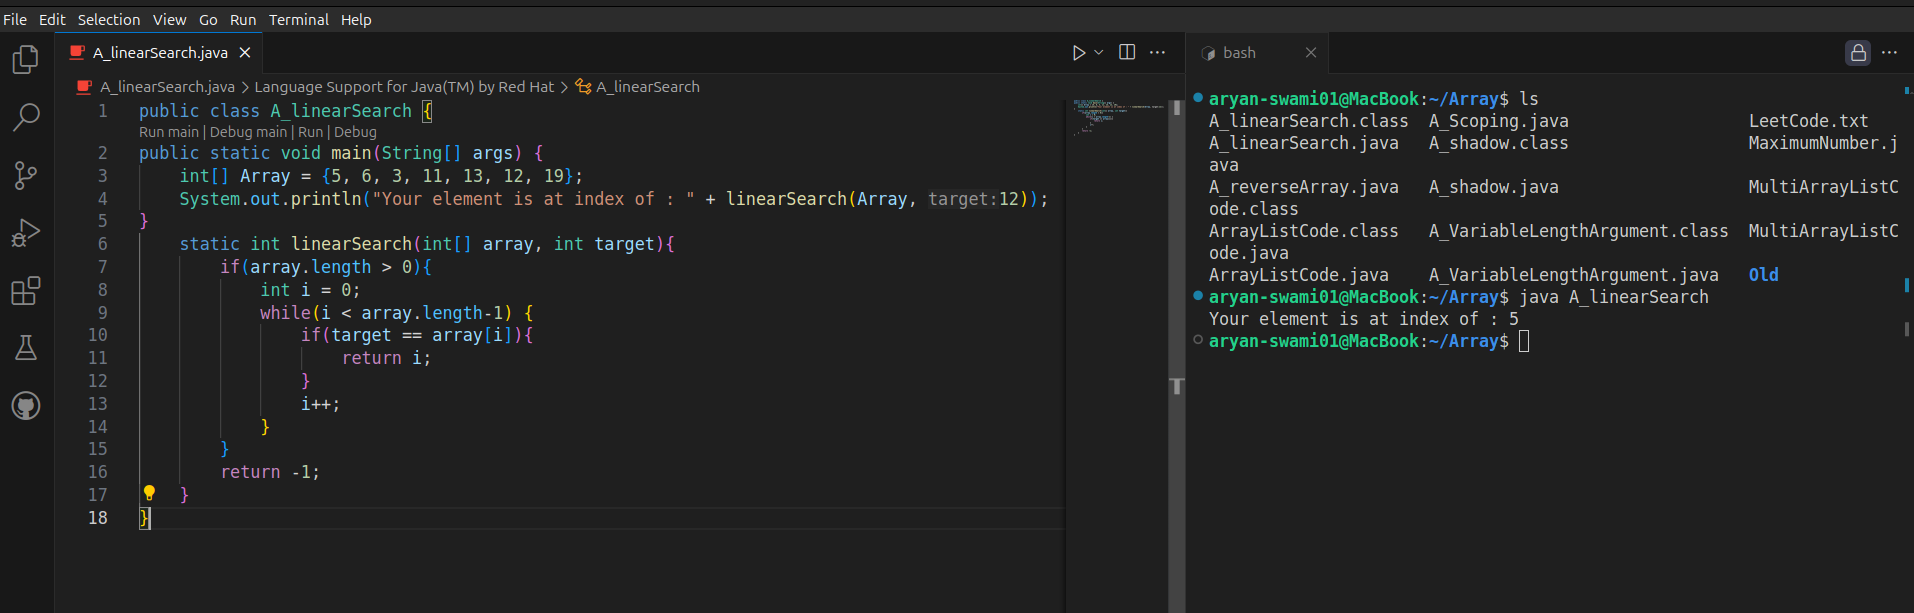 File Edit Selection View Go Run Terminal Help
A_linearSearch.java
A_linearSearch.java > Language Support for Java(TM) by Red Hat > A_linearSearch
1 public class A_linearSearch {
Run main | Debug main | Run | Debug
2 public static void main(String[] args) {
3     int[] Array = {5, 6, 3, 11, 13, 12, 19};
4     System.out.println("Your element is at index of : " + linearSearch(Array, target:12));
5 }
6     static int linearSearch(int[] array, int target){
7         if(array.length > 0){
8             int i = 0;
9             while(i < array.length-1) {
10                 if(target == array[i]){
11                     return i;
12                 }
13                 i++;
14             }
15         }
16         return -1;
17     }
18 }
bash
aryan-swami01@MacBook:~/Array$ ls
A_linearSearch.class  A_Scoping.java                 LeetCode.txt
A_linearSearch.java   A_shadow.class                 MaximumNumber.j
ava
A_reverseArray.java   A_shadow.java                  MultiArrayListC
ode.class
ArrayListCode.class   A_VariableLengthArgument.class  MultiArrayListC
ode.java
ArrayListCode.java    A_VariableLengthArgument.java   Old
aryan-swami01@MacBook:~/Array$ java A_linearSearch
Your element is at index of : 5
aryan-swami01@MacBook:~/Array$